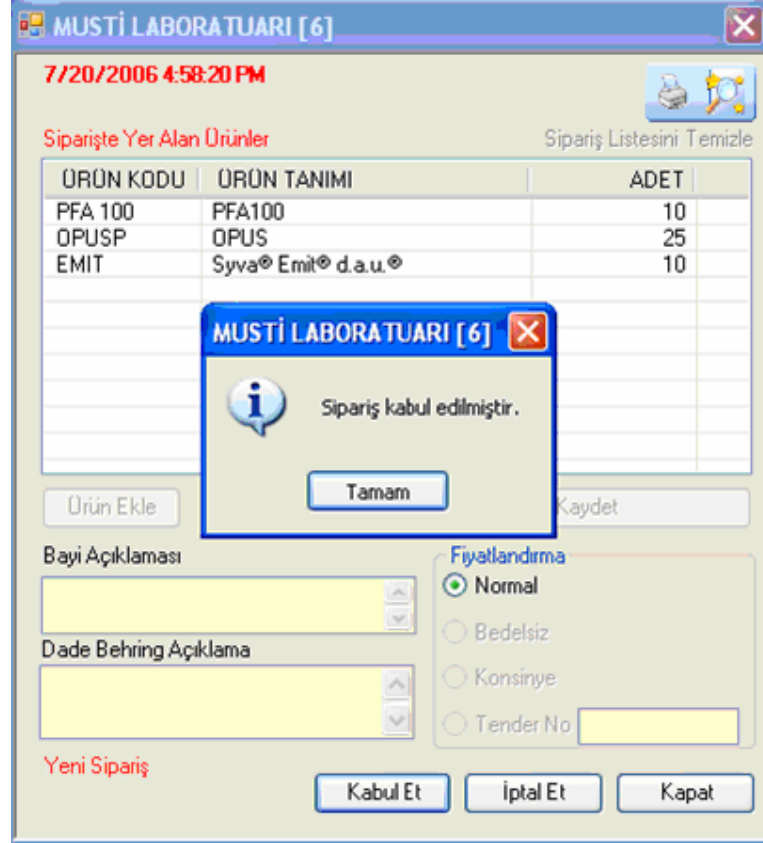 MUSTİ LABORATUARI [6]
7/20/2006 4:58:20 PM
Siparişte Yer Alan Ürünler
Sipariş Listesini Temizle
ÜRÜN KODU ÜRÜN TANIMI ADET
PFA 100 PFA100 10
OPUSP OPUS 25
EMIT Syva® Emit® d.a.u.® 10
MUSTİ LABORATUARI [6]
Sipariş kabul edilmiştir.
Tamam
Ürün Ekle
Kaydet
Bayi Açıklaması
Fiyatlandırma
Normal
Bedelsiz
Dade Behring Açıklama
Konsinye
Tender No
Yeni Sipariş
Kabul Et İptal Et Kapat